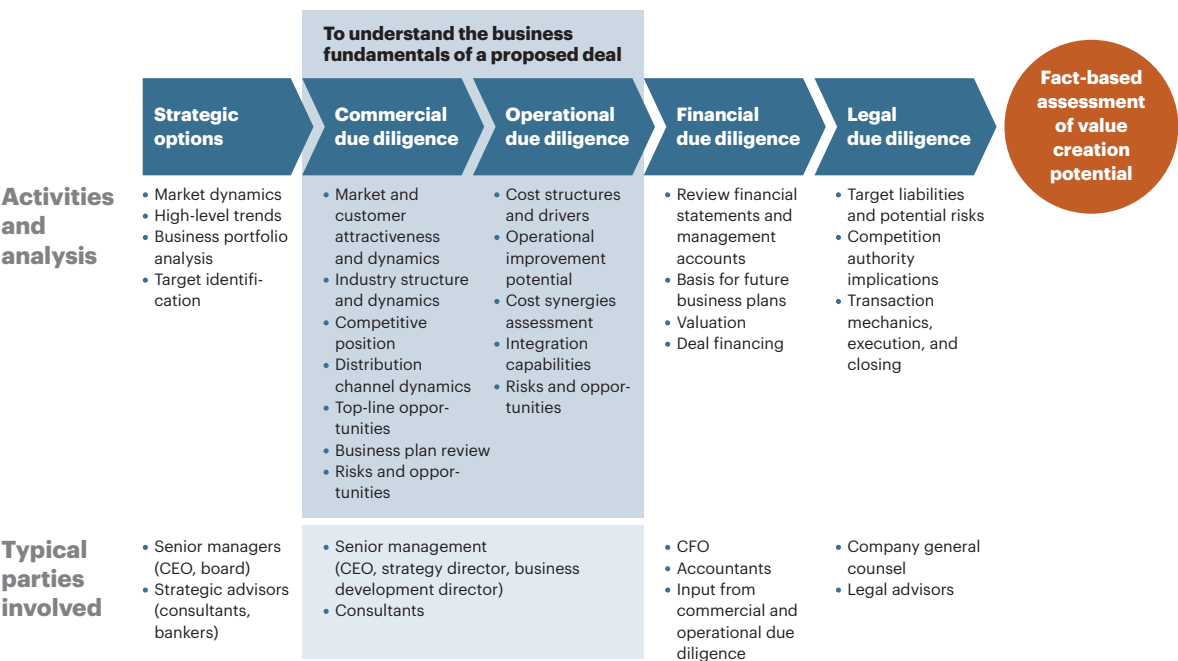 To understand the business
fundamentals of a proposed deal
Strategic
options
Commercial
due diligence
Operational
due diligence
Financial
due diligence
Legal
due diligence
Fact-based
assessment
of value
creation
potential
Activities
and
analysis
• Market dynamics
• High-level trends
• Business portfolio
analysis
• Target identifi-
cation
• Market and
customer
attractiveness
and dynamics
• Industry structure
and dynamics
• Competitive
position
• Distribution
channel dynamics
• Top-line oppor-
tunities
• Business plan review
• Risks and oppor-
tunities
• Cost structures
and drivers
• Operational
improvement
potential
• Cost synergies
assessment
• Integration
capabilities
• Risks and oppor-
tunities
• Review financial
statements and
management
accounts
• Basis for future
business plans
• Valuation
• Deal financing
• Target liabilities
and potential risks
• Competition
authority
implications
• Transaction
mechanics,
execution, and
closing
Typical
parties
involved
• Senior managers
(CEO, board)
• Strategic advisors
(consultants,
bankers)
• Senior management
(CEO, strategy director, business
development director)
• Consultants
• CFO
• Accountants
• Input from
commercial and
operational due
diligence
• Company general
counsel
• Legal advisors